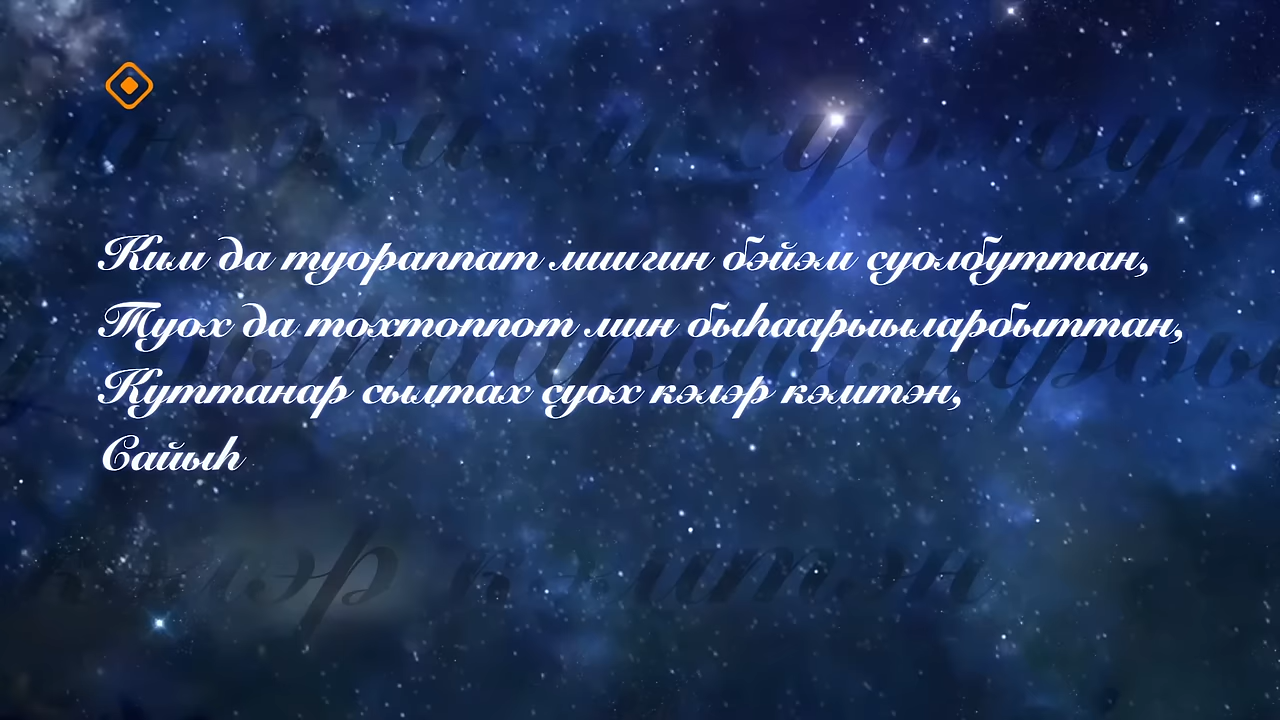 Ким да туораппат миигин бэйэм суолбуттан,
Туох да тохтоппот мин быһаарыыларбыттан,
Куттанар сылтах суох кэлэр кэмтэн,
Сайыһ